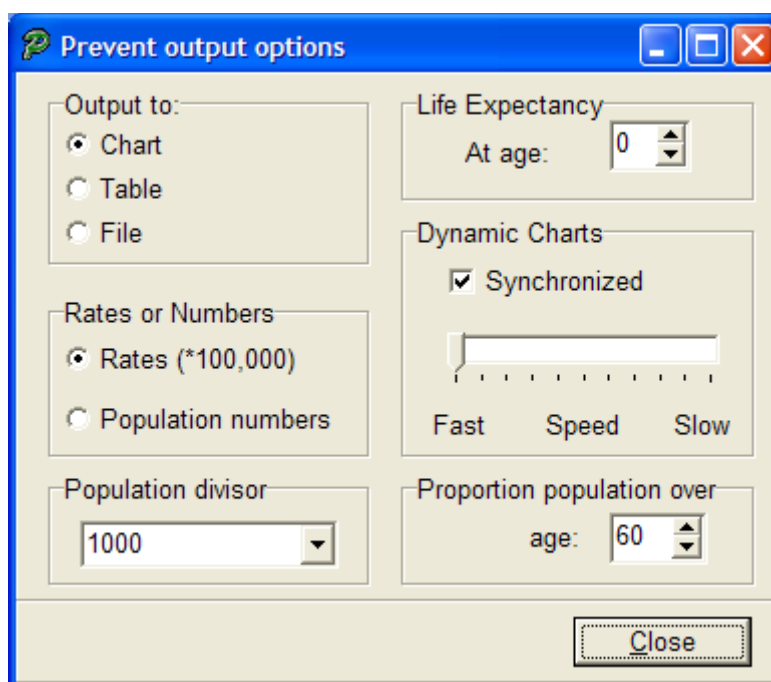 Prevent output options
Output to:
Chart
Table
File
Rates or Numbers
Rates (*100,000)
Population numbers
Population divisor
1000
Life Expectancy
At age: 0
Dynamic Charts
Synchronized
Fast Speed Slow
Proportion population over
age: 60
Close